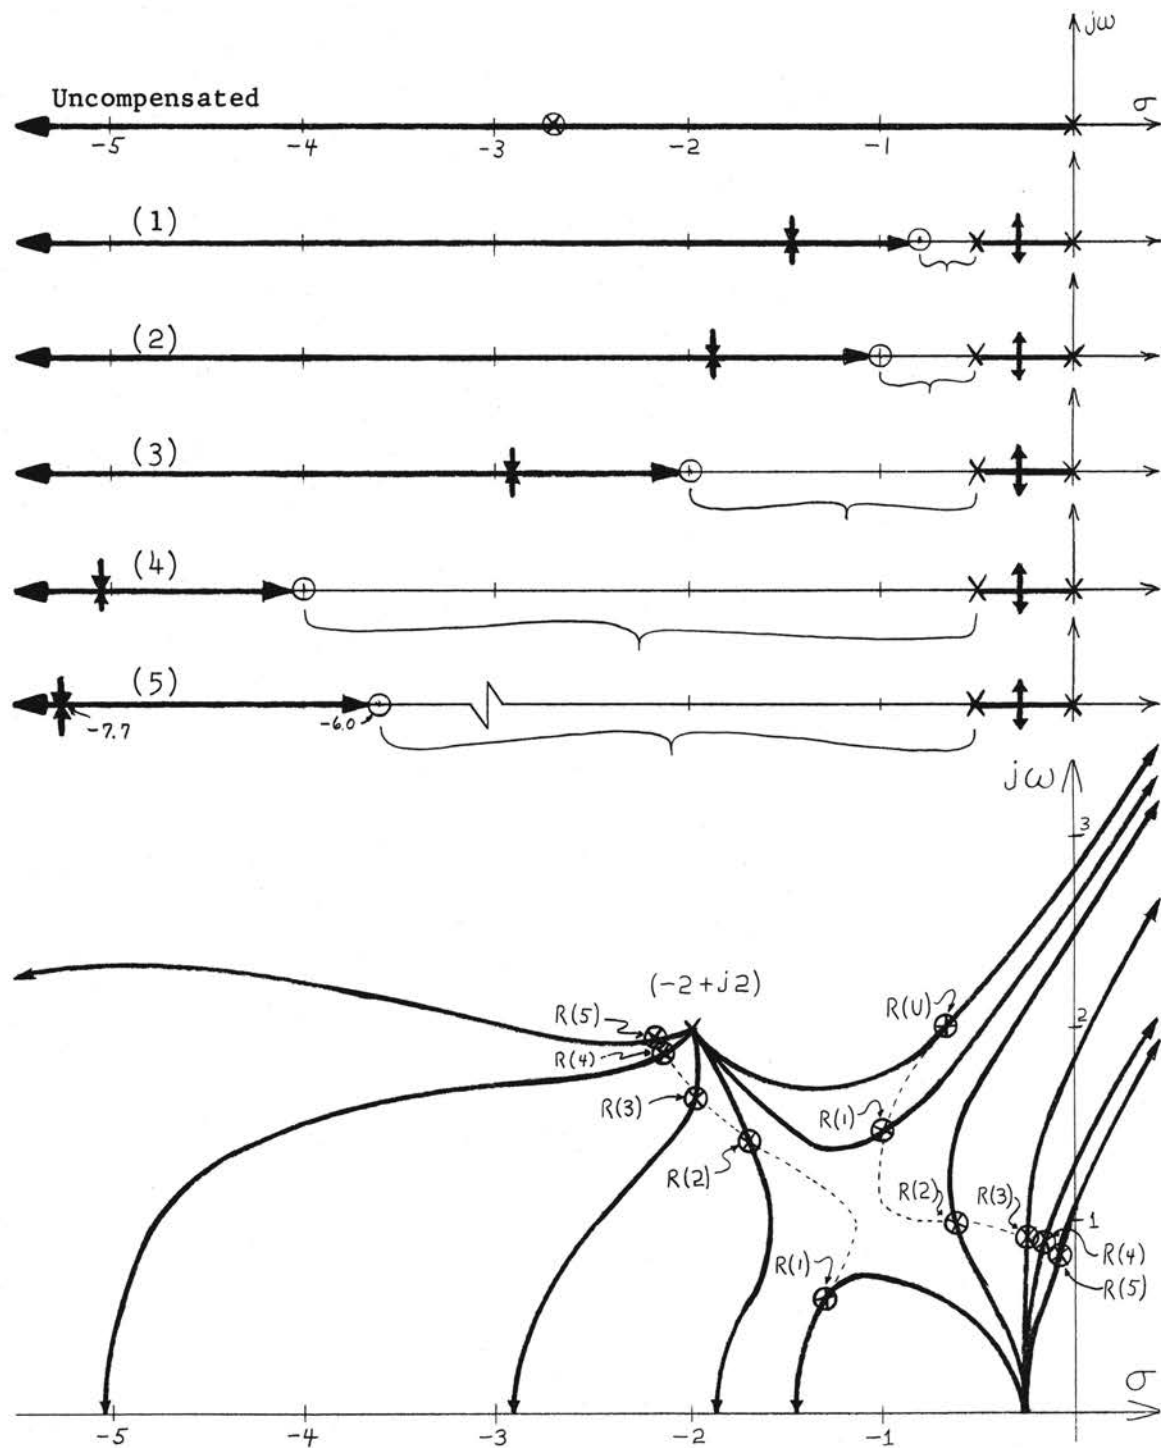 jω
Uncompensated
σ
-5 -4 -3 -2 -1
(1)
(2)
(3)
(4)
(5)
-7.7 -6.0
jω
3
(-2+j2)
R(5) R(U) 2
R(4)
R(3) R(1)
R(2) R(2) R(3) 1
R(4)
R(1) R(5)
σ
-5 -4 -3 -2 -1